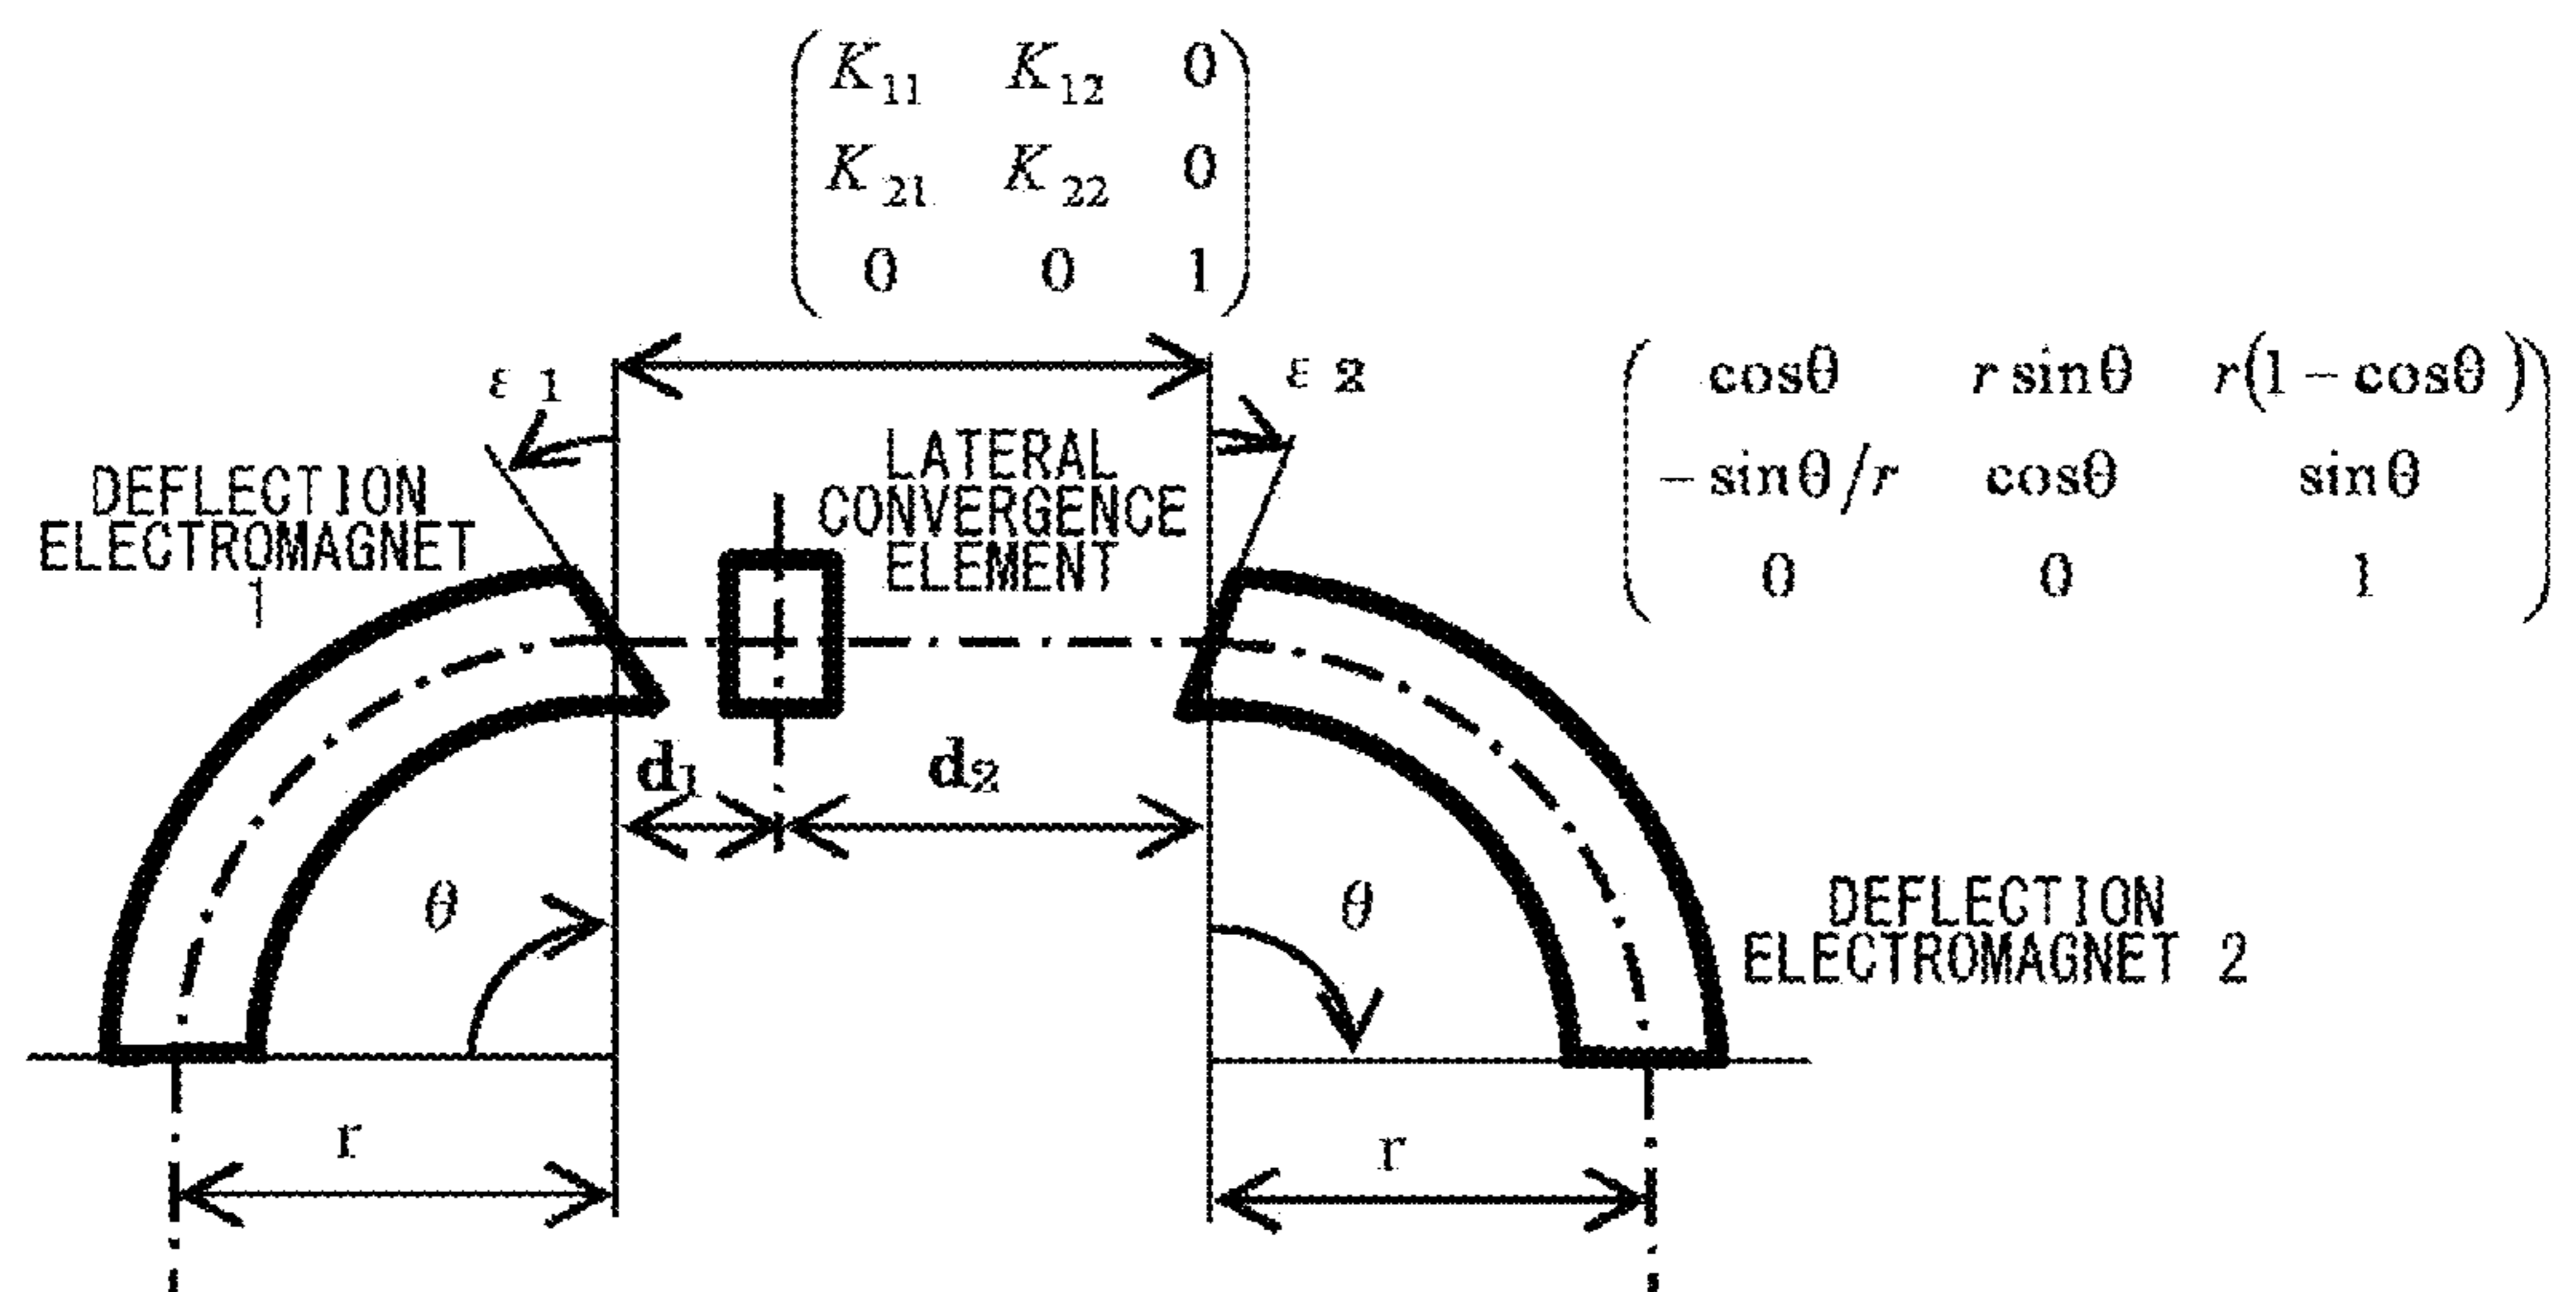 K11 K12 0
K21 K22 0
0 0 1
ε 1
ε 2
cosθ r sinθ r(1 − cosθ )
− sinθ /r cosθ sinθ
0 0 1
DEFLECTION
ELECTROMAGNET
1
LATERAL
CONVERGENCE
ELEMENT
d1
d2
θ
θ
DEFLECTION
ELECTROMAGNET 2
r
r